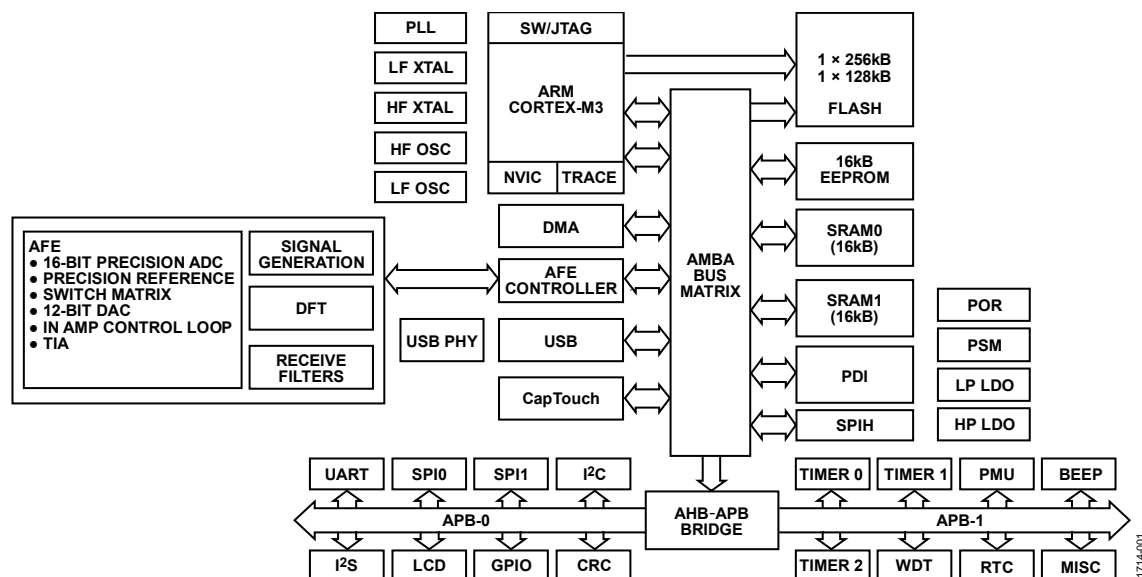 PLL
LF XTAL
HF XTAL
HF OSC
LF OSC
SW/JTAG
ARM
CORTEX-M3
NVIC
TRACE
1 × 256kB
1 × 128kB
FLASH
16kB
EEPROM
SRAM0
(16kB)
SRAM1
(16kB)
PDI
SPIH
AMBA
BUS
MATRIX
DMA
AFE
CONTROLLER
USB PHY
USB
CapTouch
AFE
● 16-BIT PRECISION ADC
● PRECISION REFERENCE
● SWITCH MATRIX
● 12-BIT DAC
● IN AMP CONTROL LOOP
● TIA
SIGNAL
GENERATION
DFT
RECEIVE
FILTERS
POR
PSM
LP LDO
HP LDO
UART
SPI0
SPI1
I²C
TIMER 0
TIMER 1
PMU
BEEP
APB-0
AHB-APB
BRIDGE
APB-1
I²S
LCD
GPIO
CRC
TIMER 2
WDT
RTC
MISC